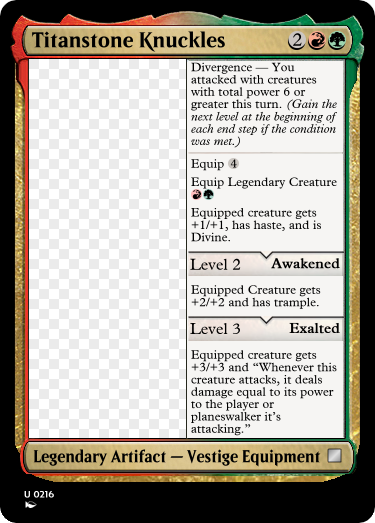 Titanstone Knuckles 2
Divergence — You
attacked with creatures
with total power 6 or
greater this turn. (Gain the
next level at the beginning of
each end step if the condition
was met.)
Equip 4
Equip Legendary Creature
Equipped creature gets
+1/+1, has haste, and is
Divine.
Level 2 Awakened
Equipped Creature gets
+2/+2 and has trample.
Level 3 Exalted
Equipped Creature gets
+3/+3 and “Whenever this
creature attacks, it deals
damage equal to its power
to the player or
planeswalker it’s
attacking.”
Legendary Artifact — Vestige Equipment
U 0216